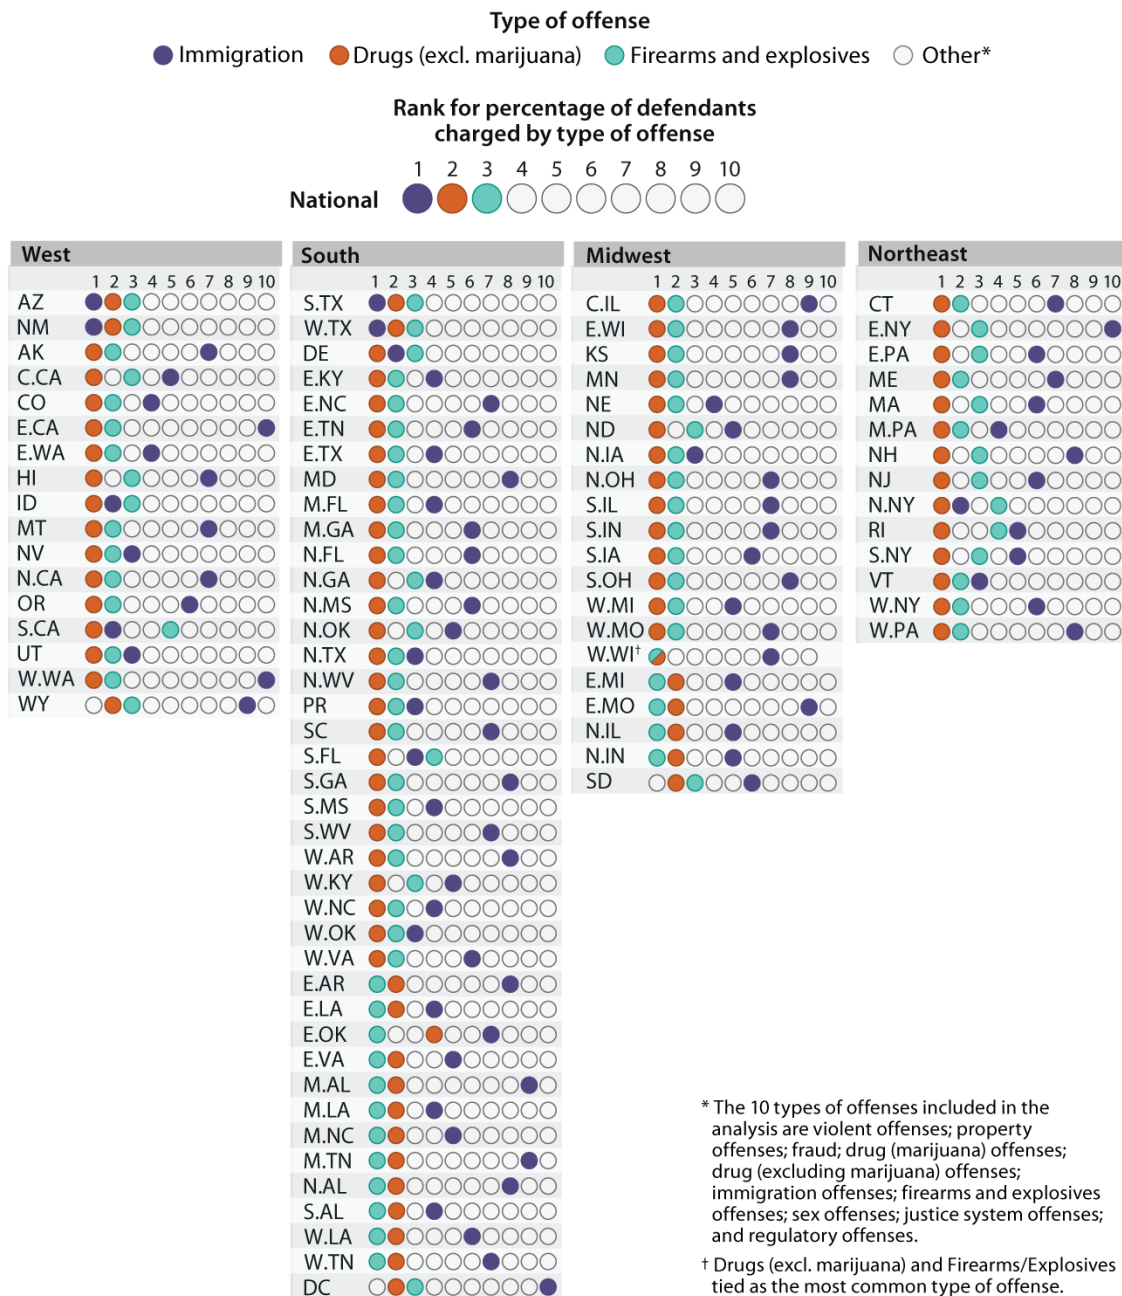 Type of offense
Immigration Drugs (excl. marijuana) Firearms and explosives Other*
Rank for percentage of defendants
charged by type of offense
1 2 3 4 5 6 7 8 9 10
National
West
1 2 3 4 5 6 7 8 9 10
AZ
NM
AK
C.CA
CO
E.CA
E.WA
HI
ID
MT
NV
N.CA
OR
S.CA
UT
W.WA
WY
South
1 2 3 4 5 6 7 8 9 10
S.TX
W.TX
DE
E.KY
E.NC
E.TN
E.TX
MD
M.FL
M.GA
N.FL
N.GA
N.MS
N.OK
N.TX
N.WV
PR
SC
S.FL
S.GA
S.MS
S.WV
W.AR
W.KY
W.NC
W.OK
W.VA
E.AR
E.LA
E.OK
E.VA
M.AL
M.LA
M.NC
M.TN
N.AL
S.AL
W.LA
W.TN
DC
Midwest
1 2 3 4 5 6 7 8 9 10
C.IL
E.WI
KS
MN
NE
ND
N.IA
N.OH
S.IL
S.IN
S.IA
S.OH
W.MI
W.MO
W.WI†
E.MI
E.MO
N.IL
N.IN
SD
Northeast
1 2 3 4 5 6 7 8 9 10
CT
E.NY
E.PA
ME
MA
M.PA
NH
NJ
N.NY
RI
S.NY
VT
W.NY
W.PA
* The 10 types of offenses included in the
analysis are violent offenses; property
offenses; fraud; drug (marijuana) offenses;
drug (excluding marijuana) offenses;
immigration offenses; firearms and explosives
offenses; sex offenses; justice system offenses;
and regulatory offenses.
† Drugs (excl. marijuana) and Firearms/Explosives
tied as the most common type of offense.